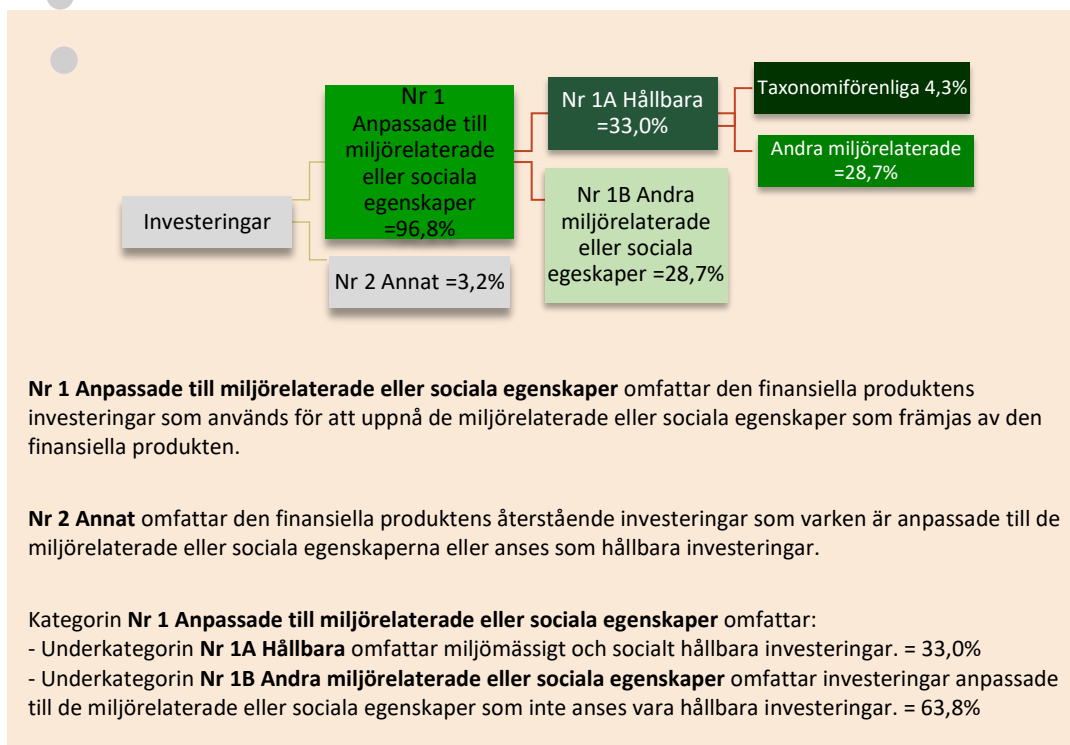 Investeringar
Nr 1
Anpassade till
miljörelaterade
eller sociala
egenskaper
=96,8%
Nr 2 Annat =3,2%
Nr 1A Hållbara
=33,0%
Nr 1B Andra
miljörelaterade
eller sociala
egeskaper =28,7%
Taxonomiförenliga 4,3%
Andra miljörelaterade
=28,7%
Nr 1 Anpassade till miljörelaterade eller sociala egenskaper omfattar den finansiella produktens
investeringar som används för att uppnå de miljörelaterade eller sociala egenskaper som främjas av den
finansiella produkten.
Nr 2 Annat omfattar den finansiella produktens återstående investeringar som varken är anpassade till de
miljörelaterade eller sociala egenskaperna eller anses som hållbara investeringar.
Kategorin Nr 1 Anpassade till miljörelaterade eller sociala egenskaper omfattar:
- Underkategorin Nr 1A Hållbara omfattar miljömässigt och socialt hållbara investeringar. = 33,0%
- Underkategorin Nr 1B Andra miljörelaterade eller sociala egenskaper omfattar investeringar anpassade
till de miljörelaterade eller sociala egenskaper som inte anses vara hållbara investeringar. = 63,8%